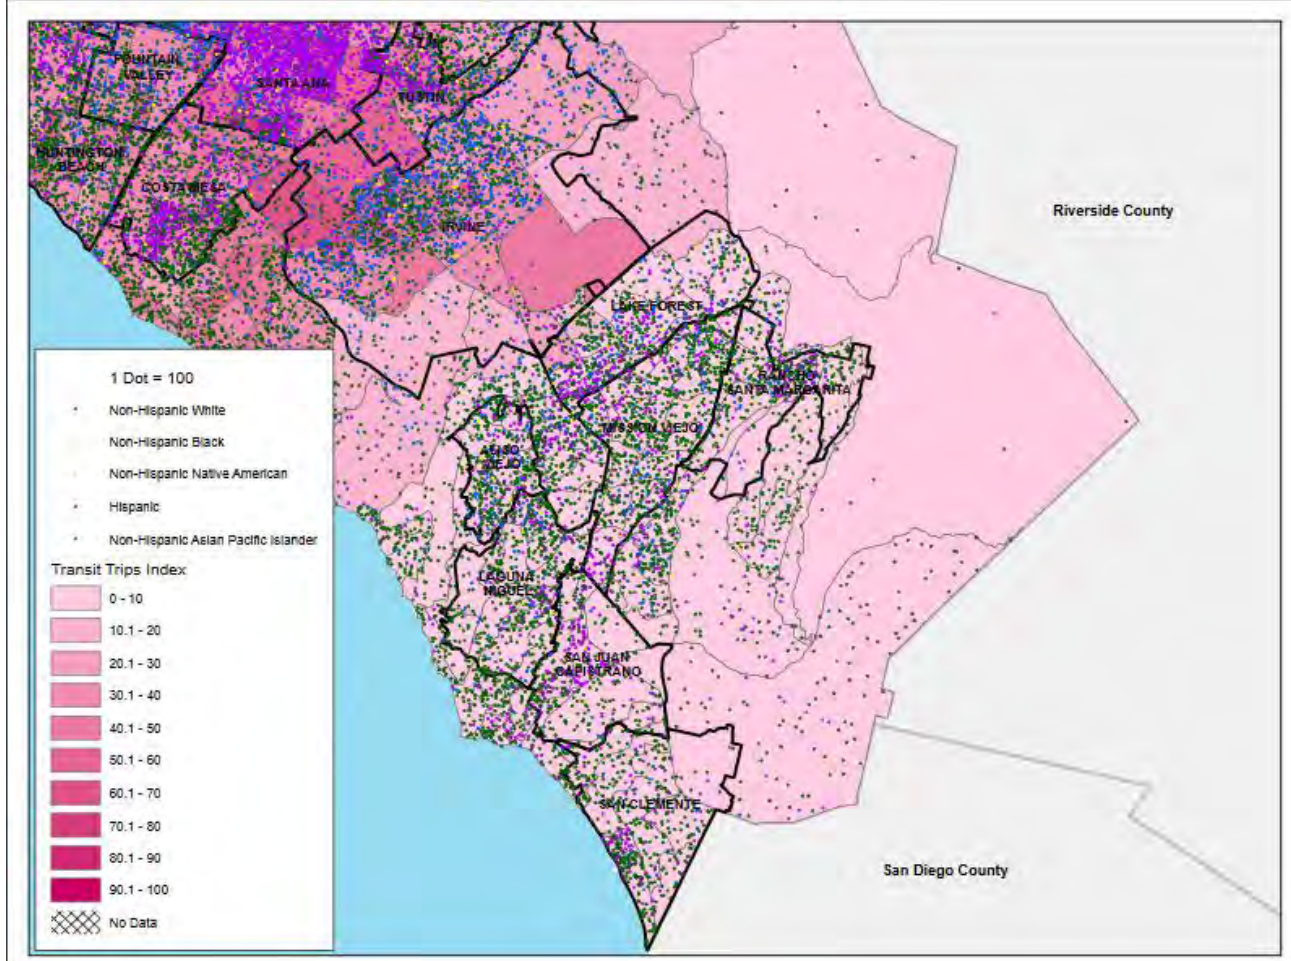 FOUNTAIN
VALLEY
SANTA ANA
TUSTIN
HUNTINGTON
BEACH
COSTA MESA
IRVINE
Riverside County
LAKE FOREST
RANCHO
SANTA MARGARITA
MISSION VIEJO
ALISO
VIEJO
LAGUNA
NIGUEL
SAN JUAN
CAPISTRANO
SAN CLEMENTE
San Diego County
1 Dot = 100
Non-Hispanic White
Non-Hispanic Black
Non-Hispanic Native American
Hispanic
Non-Hispanic Asian Pacific Islander
Transit Trips Index
0 - 10
10.1 - 20
20.1 - 30
30.1 - 40
40.1 - 50
50.1 - 60
60.1 - 70
70.1 - 80
80.1 - 90
90.1 - 100
No Data